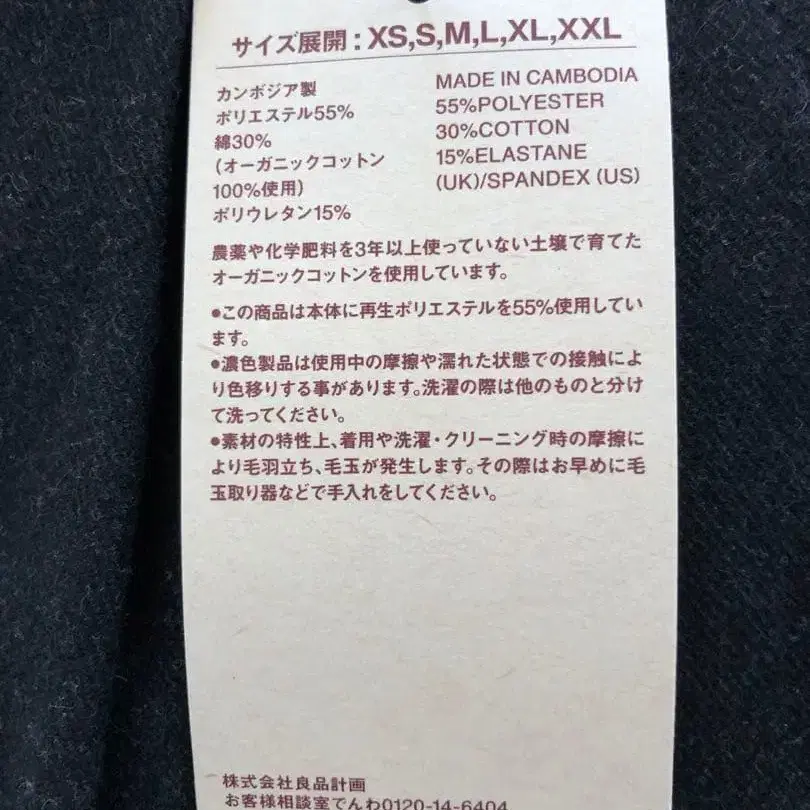 サイズ展開:XS,S,M,L,XL,XXL
カンボジア製
ポリエステル55%
綿30%
(オーガニックコットン
100%使用)
ポリウレタン15%
MADE IN CAMBODIA
55%POLYESTER
30%COTTON
15%ELASTANE
(UK)/SPANDEX (US)
農薬や化学肥料を3年以上使っていない土壌で育てた
オーガニックコットンを使用しています。
●この商品は本体に再生ポリエステルを55%使用してい
ます。
●濃色製品は使用中の摩擦や濡れた状態での接触によ
り色移りする事があります。洗濯の際は他のものと分け
て洗ってください。
●素材の特性上、着用や洗濯・クリーニング時の摩擦に
より毛羽立ち、毛玉が発生します。その際はお早めに毛
玉取り器などで手入れをしてください。
株式会社良品計画
お客様相談室でんわ0120-14-6404